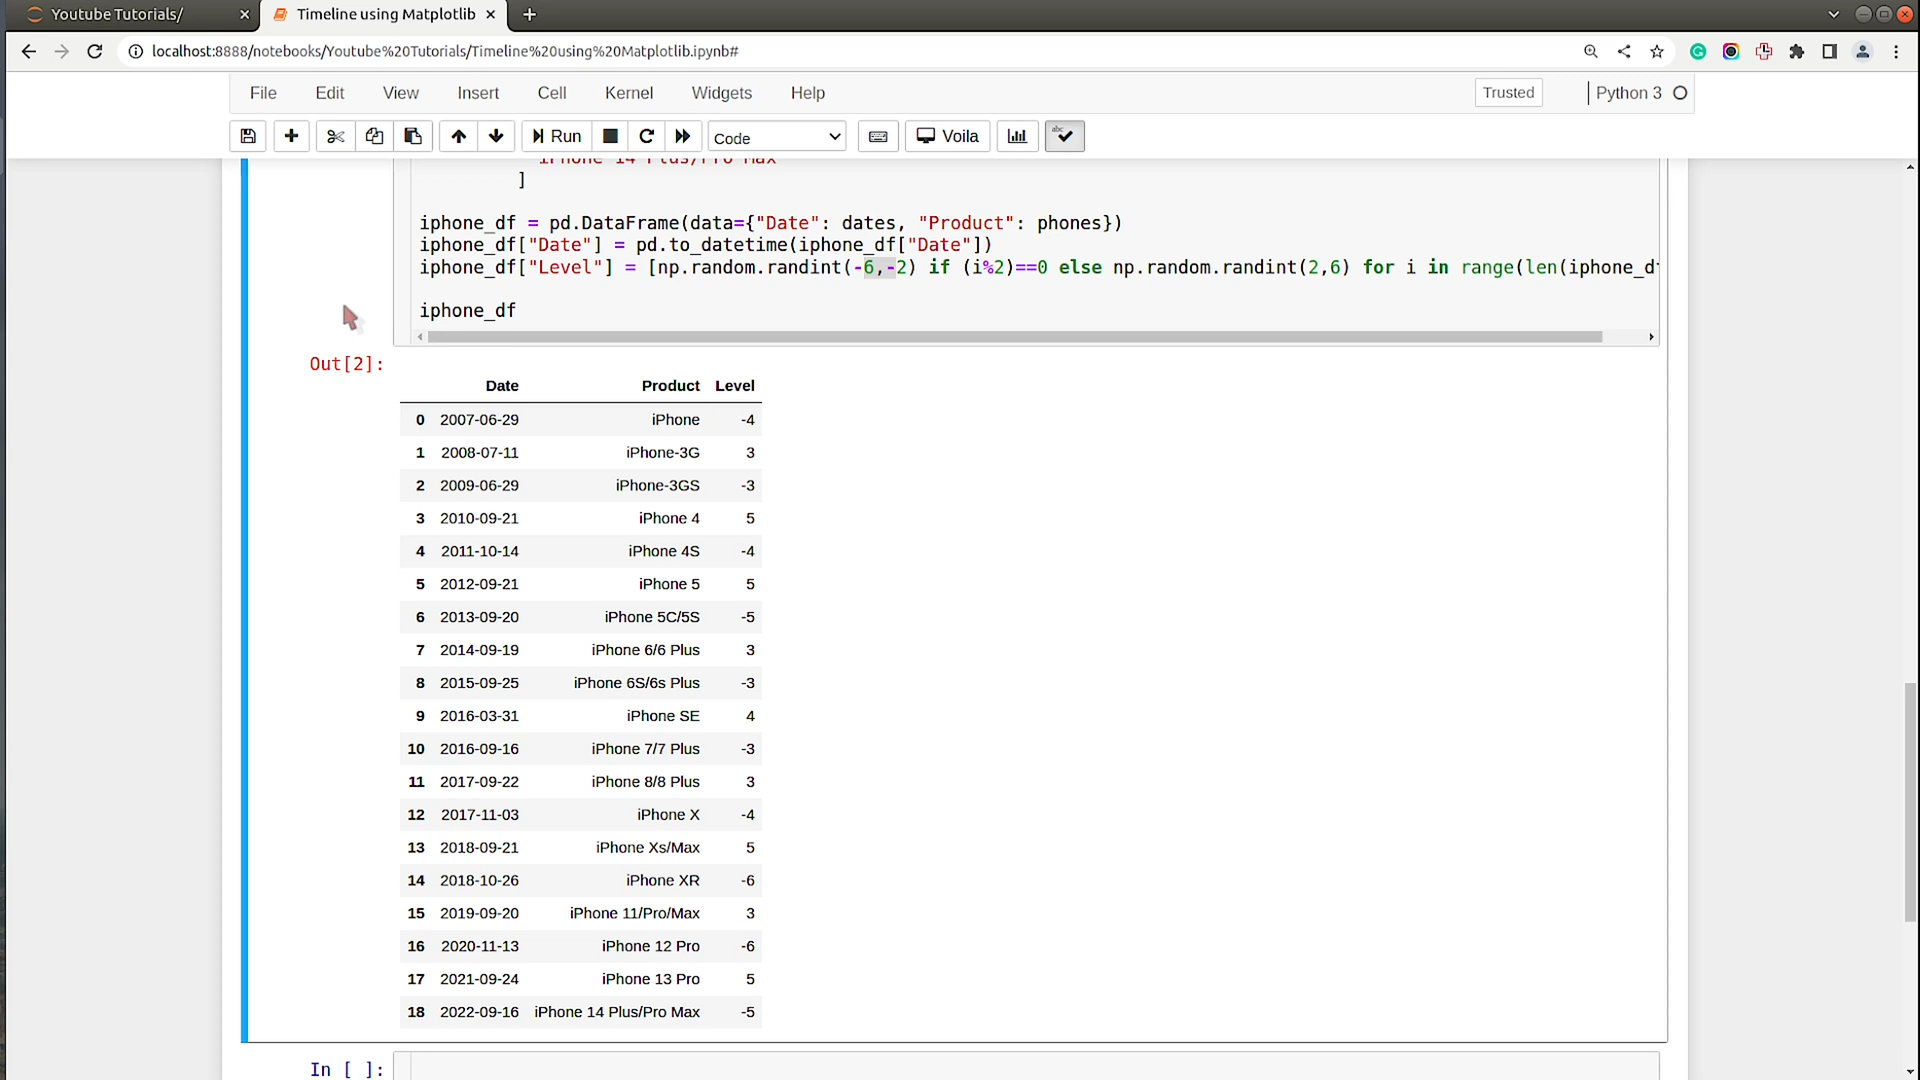 Youtube Tutorials/
Timeline using Matplotlib
localhost:8888/notebooks/Youtube%20Tutorials/Timeline%20using%20Matplotlib.ipynb#
File Edit View Insert Cell Kernel Widgets Help
Trusted
Python 3
Run
Code
Voila
abc
iPhone 14 Plus/Pro Max
]
iphone_df = pd.DataFrame(data={"Date": dates, "Product": phones})
iphone_df["Date"] = pd.to_datetime(iphone_df["Date"])
iphone_df["Level"] = [np.random.randint(-6,-2) if (i%2)==0 else np.random.randint(2,6) for i in range(len(iphone_d
iphone_df
Out[2]:
Date Product Level
0 2007-06-29 iPhone -4
1 2008-07-11 iPhone-3G 3
2 2009-06-29 iPhone-3GS -3
3 2010-09-21 iPhone 4 5
4 2011-10-14 iPhone 4S -4
5 2012-09-21 iPhone 5 5
6 2013-09-20 iPhone 5C/5S -5
7 2014-09-19 iPhone 6/6 Plus 3
8 2015-09-25 iPhone 6S/6s Plus -3
9 2016-03-31 iPhone SE 4
10 2016-09-16 iPhone 7/7 Plus -3
11 2017-09-22 iPhone 8/8 Plus 3
12 2017-11-03 iPhone X -4
13 2018-09-21 iPhone Xs/Max 5
14 2018-10-26 iPhone XR -6
15 2019-09-20 iPhone 11/Pro/Max 3
16 2020-11-13 iPhone 12 Pro -6
17 2021-09-24 iPhone 13 Pro 5
18 2022-09-16 iPhone 14 Plus/Pro Max -5
In [ ]: